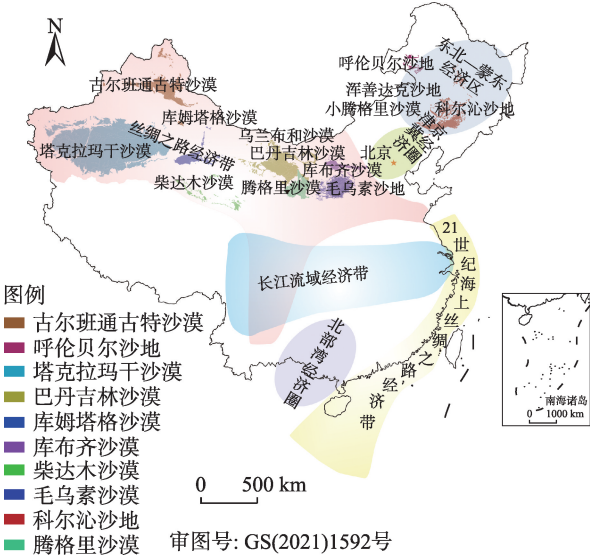 N
古尔班通古特沙漠
呼伦贝尔沙地
东北—蒙东
经济区
浑善达克沙地
小腾格里沙漠
科尔沁沙地
库姆塔格沙漠
丝绸之路经济带
塔克拉玛干沙漠
乌兰布和沙漠
巴丹吉林沙漠
北京
津京冀经济圈
库布齐沙漠
柴达木沙漠
腾格里沙漠
毛乌素沙地
21世纪海上丝绸之路经济带
长江流域经济带
北部湾经济圈
图例
古尔班通古特沙漠
呼伦贝尔沙地
塔克拉玛干沙漠
巴丹吉林沙漠
库姆塔格沙漠
库布齐沙漠
柴达木沙漠
毛乌素沙漠
科尔沁沙地
腾格里沙漠
0 500 km
审图号: GS(2021)1592号
南海诸岛
0 1000 km